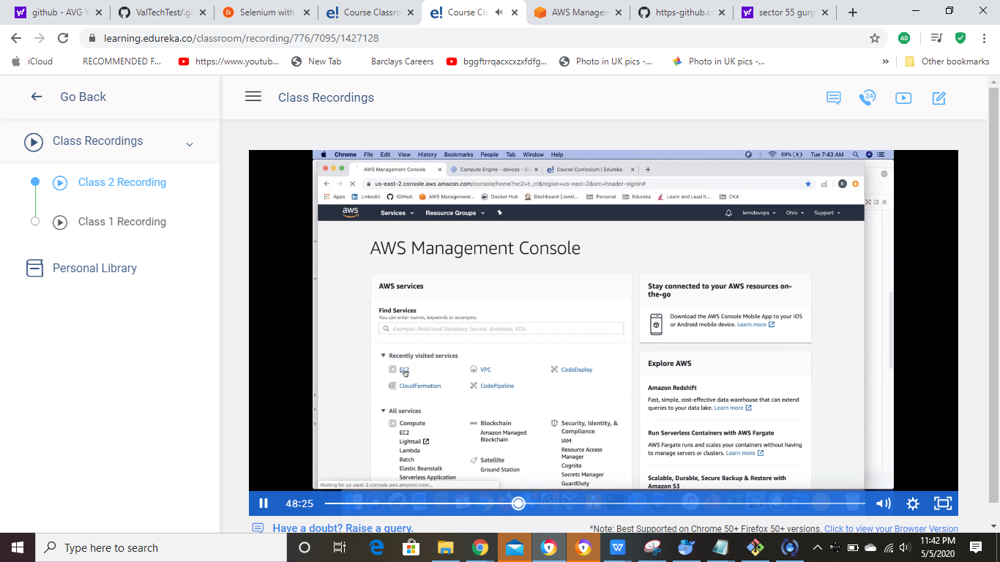 github - AVG Y
ValTechTest/.gi
Selenium with
Course Classro
Course Cla
AWS Managen
https-github.co
sector 55 gurg
learning.edureka.co/classroom/recording/776/7095/1427128
iCloud
RECOMMENDED F...
https://www.youtub...
New Tab
Barclays Careers
bggftrrqacxcxzxfdfg...
Photo in UK pics -...
Photo in UK pics -...
»
Other bookmarks
Go Back
Class Recordings
Class Recordings
Class 2 Recording
Class 1 Recording
Personal Library
Chrome File Edit View History Bookmarks People Tab Window Help
68% Tue 7:43 AM
AWS Management Console
Compute Engine - devops - G
Course Curriculum | Edureka
us-east-2.console.aws.amazon.com/console/home?nc2=h_ct&region=us-east-2&src=header-signin#
Apps LinkedIn GitHub AWS Management... Docker Hub Dashboard [Jenki... Personal Edureka Learn and Lead It... CKA
aws Services Resource Groups lerndevops Ohio Support
AWS Management Console
AWS services
Find Services
You can enter names, keywords or acronyms.
Example: Relational Database Service, database, RDS
Recently visited services
EC2 VPC CodeDeploy
CloudFormation CodePipeline
All services
Compute
EC2
Lightsail
Lambda
Batch
Elastic Beanstalk
Serverless Application
Blockchain
Amazon Managed
Blockchain
Satellite
Ground Station
Security, Identity, &
Compliance
IAM
Resource Access
Manager
Cognito
Secrets Manager
GuardDuty
Stay connected to your AWS resources on-
the-go
Download the AWS Console Mobile App to your iOS
or Android mobile device. Learn more
Explore AWS
Amazon Redshift
Fast, simple, cost-effective data warehouse that can extend
queries to your data lake. Learn more
Run Serverless Containers with AWS Fargate
AWS Fargate runs and scales your containers without having
to manage servers or clusters. Learn more
Scalable, Durable, Secure Backup & Restore with
Amazon S3
Waiting for us-east-2.console.aws.amazon.com...
48:25
Have a doubt? Raise a query.
*Note: Best Supported on Chrome 50+ Firefox 50+ versions. Click to view your Browser Version
Type here to search
11:42 PM
5/5/2020